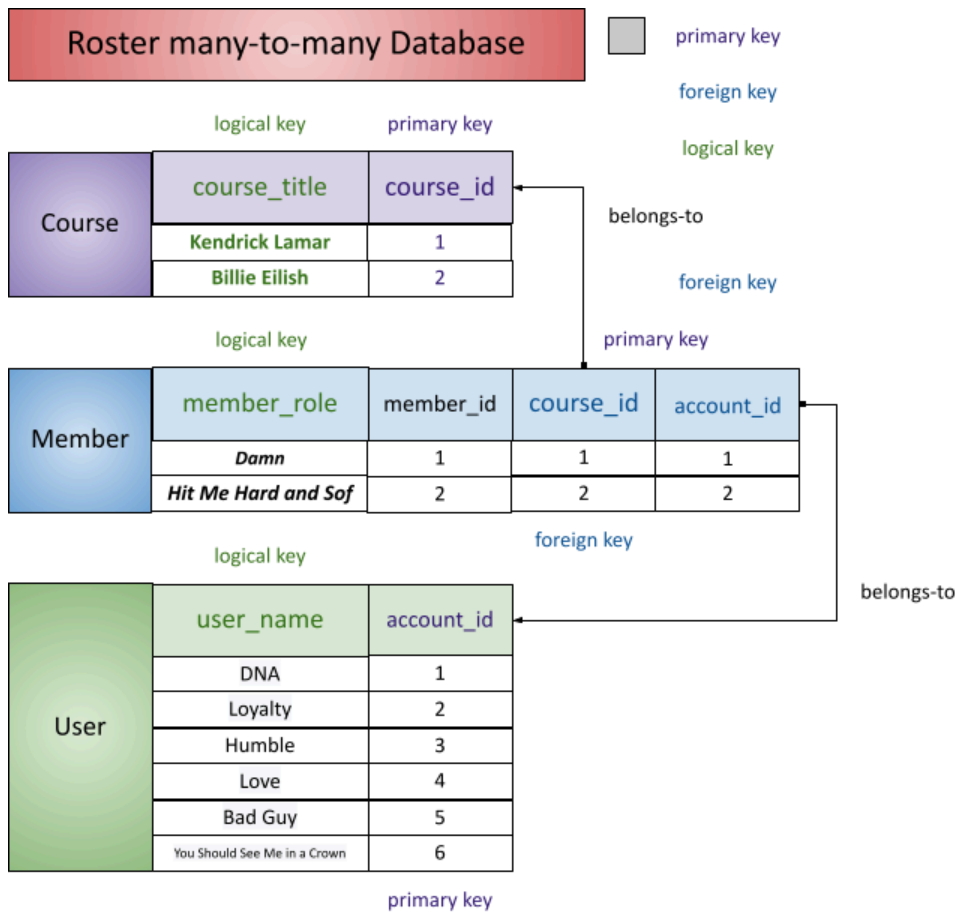 Roster many-to-many Database
primary key
foreign key
logical key
logical key primary key
Course course_title course_id
belongs-to
Kendrick Lamar 1
Billie Eilish 2
foreign key
logical key primary key
Member member_role member_id course_id account_id
Damn 1 1 1
Hit Me Hard and Sof 2 2 2
foreign key
logical key
belongs-to
User user_name account_id
DNA 1
Loyalty 2
Humble 3
Love 4
Bad Guy 5
You Should See Me in a Crown 6
primary key